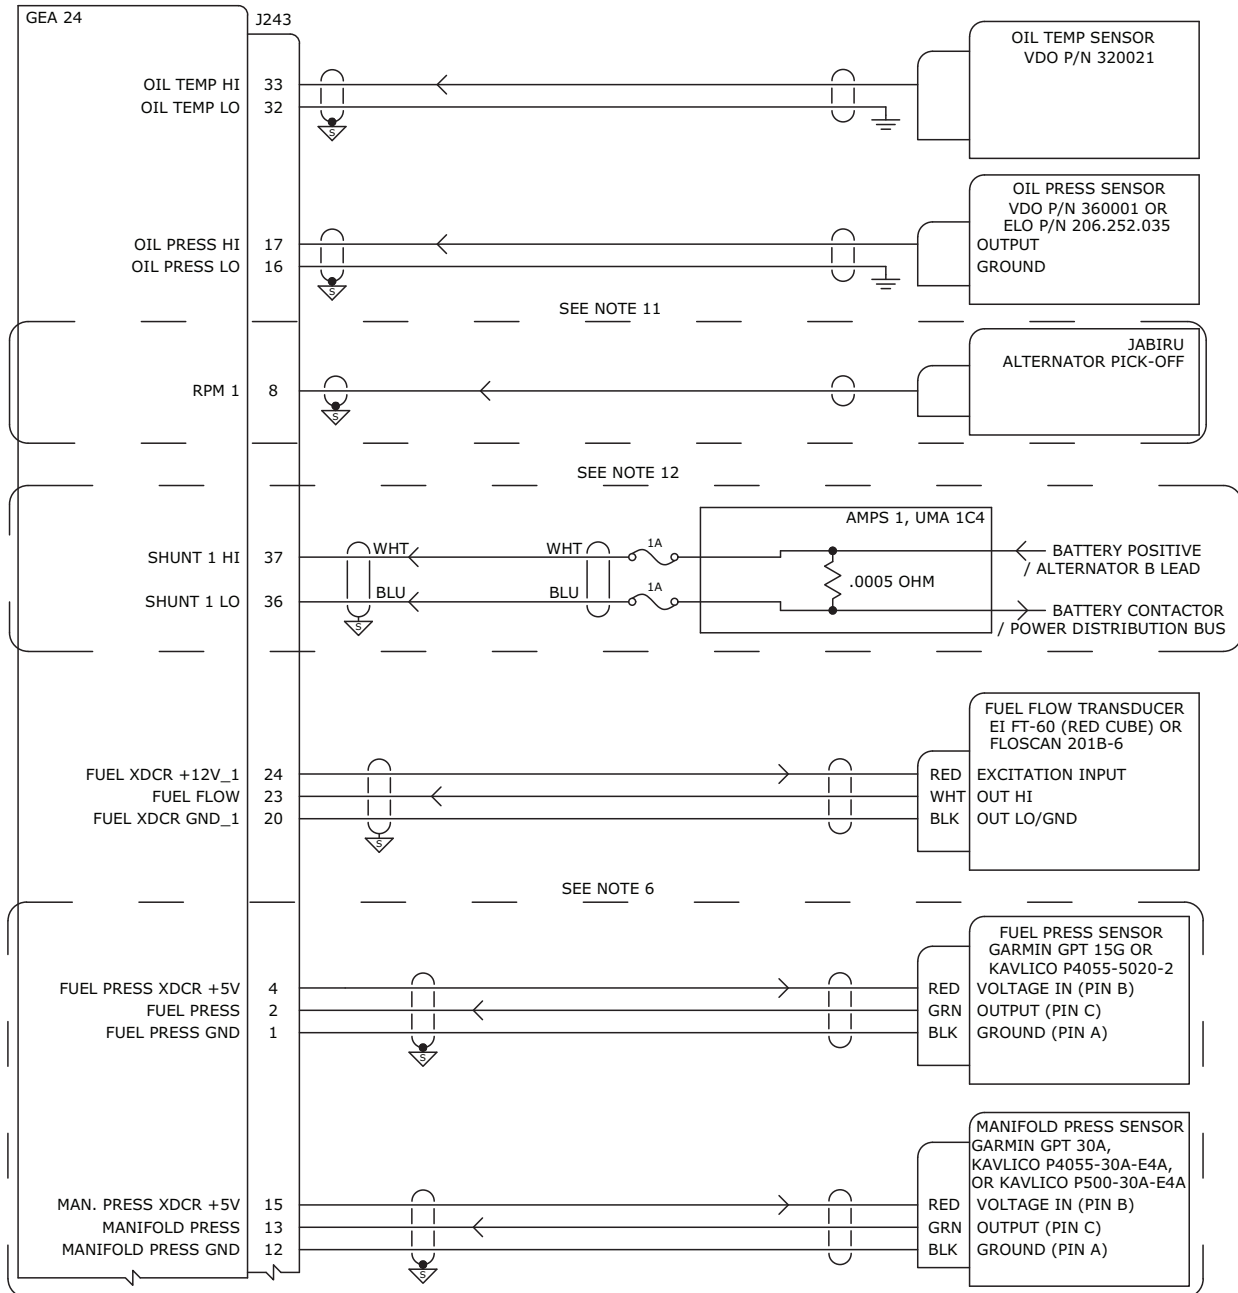 GEA 24
J243
OIL TEMP SENSOR
VDO P/N 320021
OIL TEMP HI 33
OIL TEMP LO 32
S
OIL PRESS SENSOR
VDO P/N 360001 OR
ELO P/N 206.252.035
OIL PRESS HI 17 OUTPUT
OIL PRESS LO 16 GROUND
S
SEE NOTE 11
JABIRU
ALTERNATOR PICK-OFF
RPM 1 8
S
SEE NOTE 12
AMPS 1, UMA 1C4
SHUNT 1 HI 37 WHT WHT 1A BATTERY POSITIVE
/ ALTERNATOR B LEAD
.0005 OHM
SHUNT 1 LO 36 BLU BLU 1A BATTERY CONTACTOR
/ POWER DISTRIBUTION BUS
S
FUEL FLOW TRANSDUCER
EI FT-60 (RED CUBE) OR
FLOSCAN 201B-6
FUEL XDCR +12V_1 24 RED EXCITATION INPUT
FUEL FLOW 23 WHT OUT HI
FUEL XDCR GND_1 20 BLK OUT LO/GND
S
SEE NOTE 6
FUEL PRESS SENSOR
GARMIN GPT 15G OR
KAVLICO P4055-5020-2
FUEL PRESS XDCR +5V 4 RED VOLTAGE IN (PIN B)
FUEL PRESS 2 GRN OUTPUT (PIN C)
FUEL PRESS GND 1 BLK GROUND (PIN A)
S
MANIFOLD PRESS SENSOR
GARMIN GPT 30A,
KAVLICO P4055-30A-E4A,
OR KAVLICO P500-30A-E4A
MAN. PRESS XDCR +5V 15 RED VOLTAGE IN (PIN B)
MANIFOLD PRESS 13 GRN OUTPUT (PIN C)
MANIFOLD PRESS GND 12 BLK GROUND (PIN A)
S